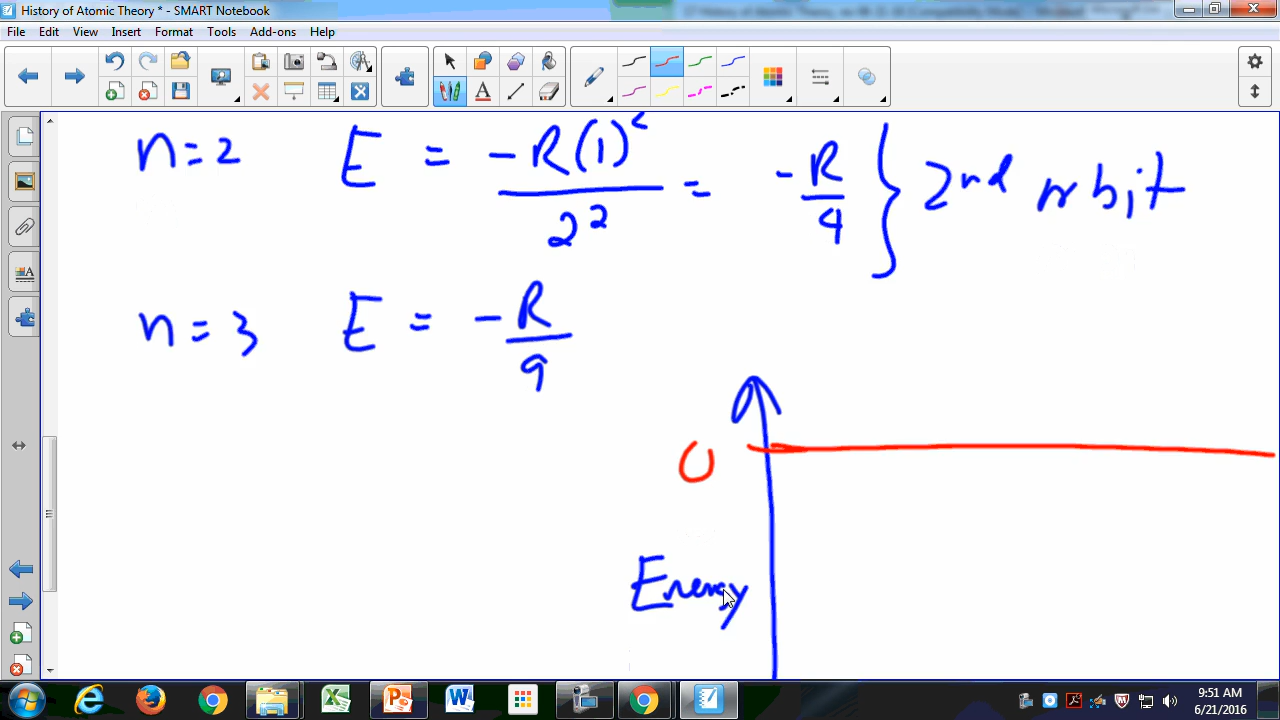 History of Atomic Theory * - SMART Notebook
File Edit View Insert Format Tools Add-ons Help
n=2 E = -R(1)²/2² = -R/4 } 2nd orbit
n=3 E = -R/9
0
Energy
9:51 AM
6/21/2016